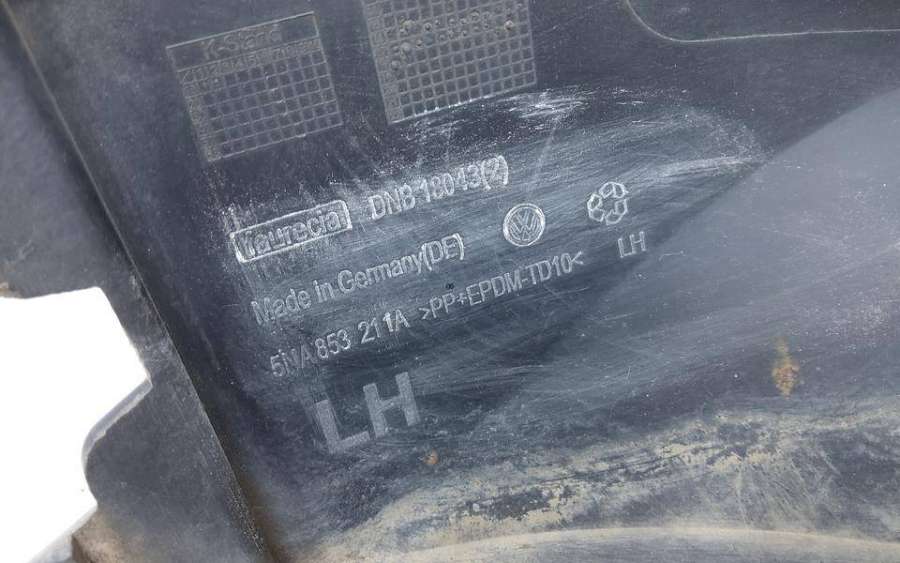 faurecia DNB 18043(2)
Made in Germany(DE)
5NA 853 211A >PP+EPDM-TD10< LH
LH